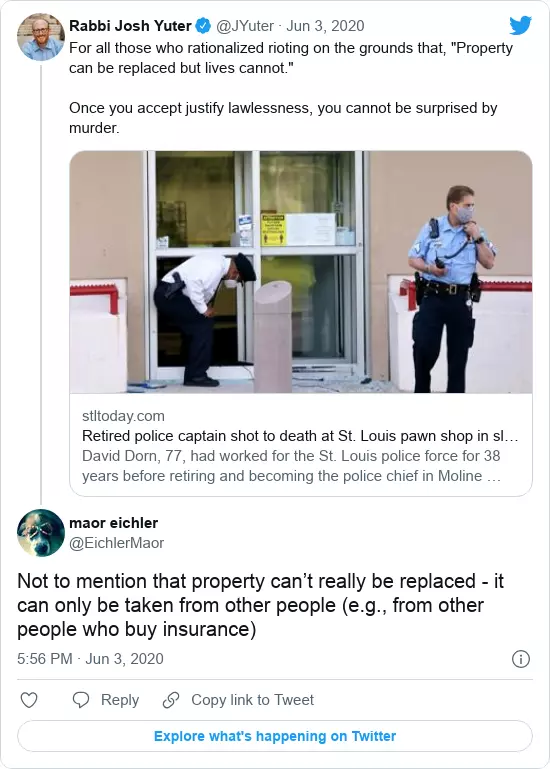 Rabbi Josh Yuter @JYuter · Jun 3, 2020
For all those who rationalized rioting on the grounds that, "Property
can be replaced but lives cannot."
Once you accept justify lawlessness, you cannot be surprised by
murder.
stltoday.com
Retired police captain shot to death at St. Louis pawn shop in sl…
David Dorn, 77, had worked for the St. Louis police force for 38
years before retiring and becoming the police chief in Moline …
maor eichler
@EichlerMaor
Not to mention that property can’t really be replaced - it
can only be taken from other people (e.g., from other
people who buy insurance)
5:56 PM · Jun 3, 2020
Reply
Copy link to Tweet
Explore what's happening on Twitter